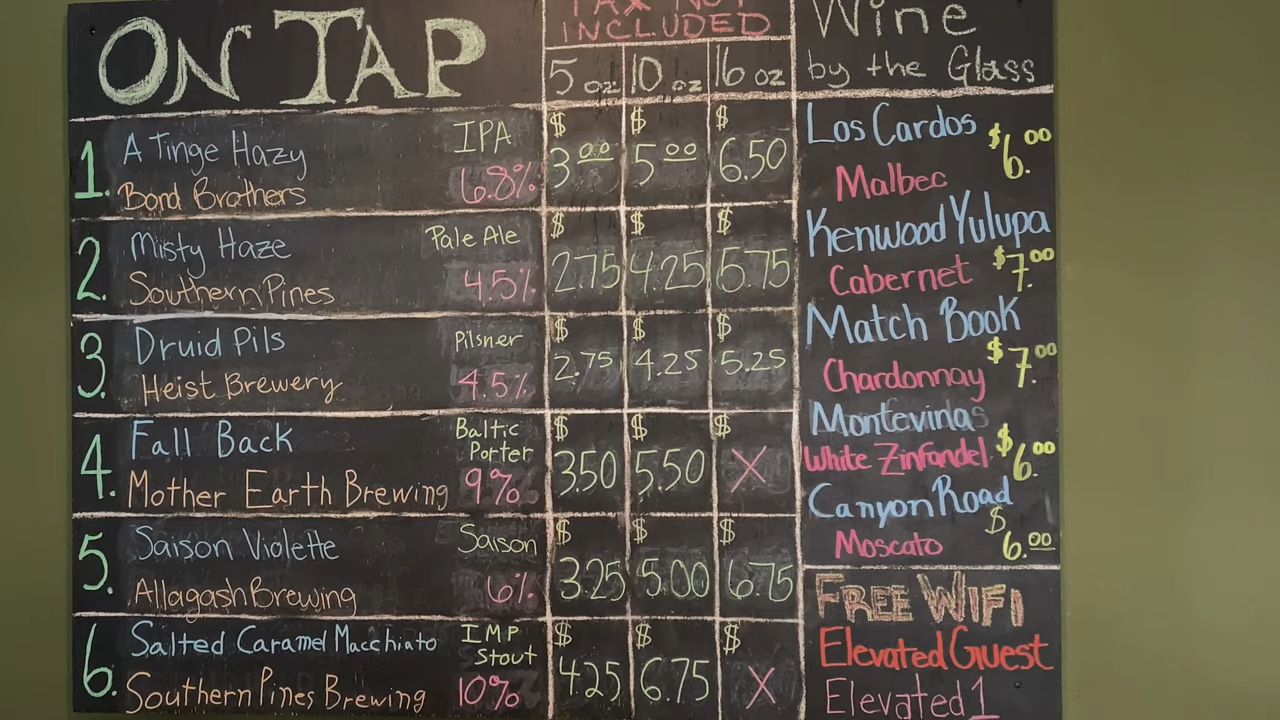 ON TAP
TAX NOT
INCLUDED
5 oz 10 oz 16 oz
1. A Tinge Hazy IPA
Bond Brothers 6.8%
$3.00 $5.00 $6.50
2. Misty Haze Pale Ale
Southern Pines 4.5%
$2.75 $4.25 $5.75
3. Druid Pils Pilsner
Heist Brewery 4.5%
$2.75 $4.25 $5.25
4. Fall Back Baltic Porter
Mother Earth Brewing 9%
$3.50 $5.50 $X
5. Saison Violette Saison
Allagash Brewing 6%
$3.25 $5.00 $6.75
6. Salted Caramel Macchiato IMP Stout
Southern Pines Brewing 10%
$4.25 $6.75 $X
Wine
by the Glass
Los Cardos
Malbec $6.00
Kenwood Yulupa
Cabernet $7.00
Match Book
Chardonnay $7.00
Montevinas
White Zinfandel $6.00
Canyon Road
Moscato $6.00
FREE WIFI
Elevated Guest
Elevated1